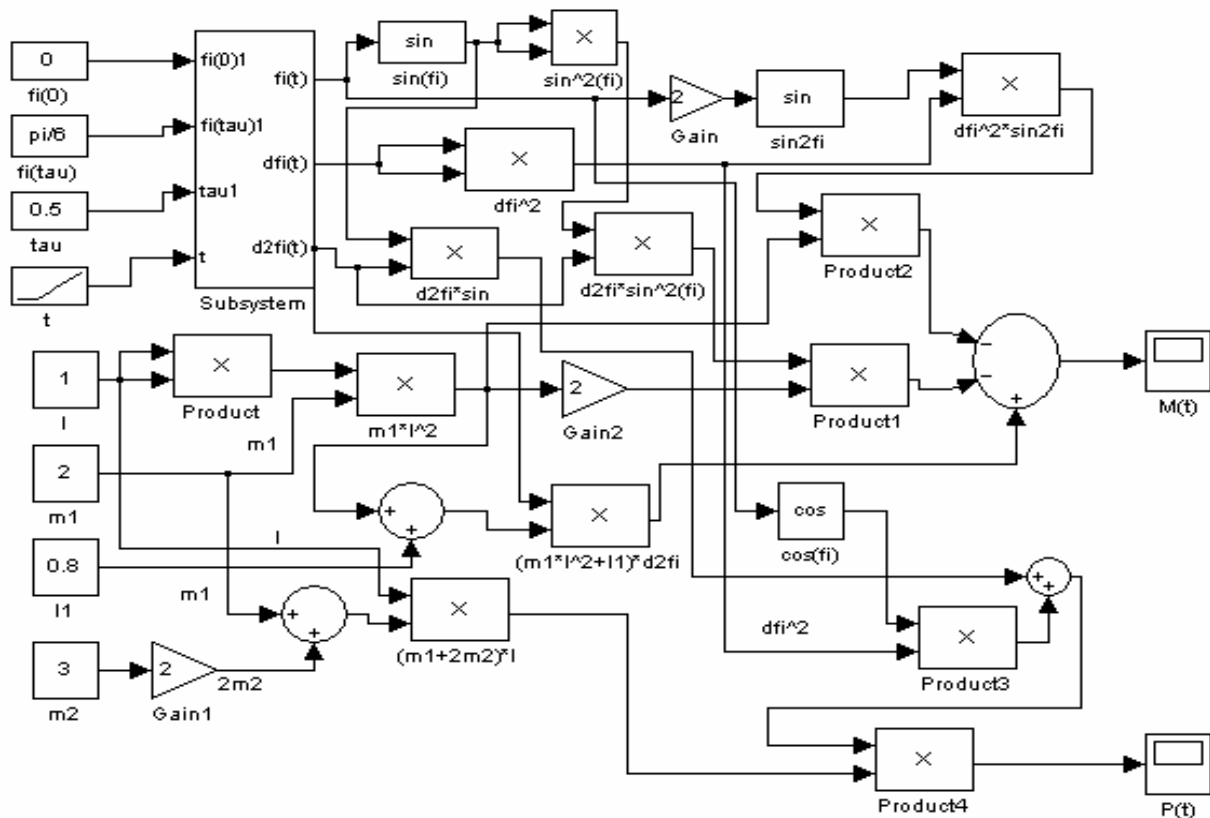 0
fi(0)
pi/6
fi(tau)
0.5
tau
t
fi(0)1
fi(tau)1
tau1
t
fi(t)
dfi(t)
d2fi(t)
Subsystem
sin
sin(fi)
×
sin^2(fi)
2
Gain
sin
sin2fi
×
dfi^2*sin2fi
×
dfi^2
×
d2fi*sin
×
d2fi*sin^2(fi)
×
Product2
1
l
×
Product
m1
×
m1*l^2
2
Gain2
×
Product1
−
−
+
M(t)
2
m1
+
+
l
×
(m1*l^2+I1)*d2fi
cos
cos(fi)
0.8
I1
m1
+
+
×
(m1+2m2)*l
+
+
dfi^2
×
Product3
3
m2
2
Gain1
2m2
×
Product4
P(t)